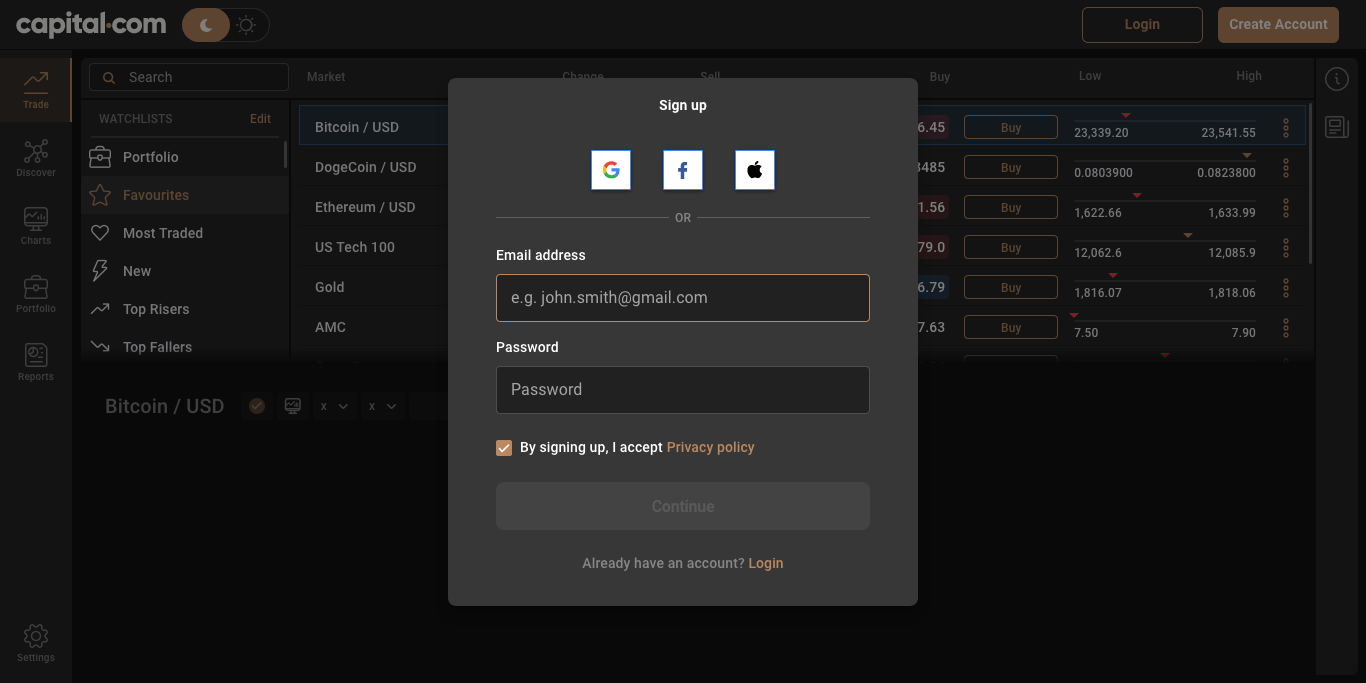 capital.com
Login
Create Account
Trade
Discover
Charts
Portfolio
Reports
Settings
Search
WATCHLISTS Edit
Portfolio
Favourites
Most Traded
New
Top Risers
Top Fallers
Market Change Sell Buy Low High
Bitcoin / USD 6.45 Buy 23,339.20 23,541.55
DogeCoin / USD 3485 Buy 0.0803900 0.0823800
Ethereum / USD 1.56 Buy 1,622.66 1,633.99
US Tech 100 79.0 Buy 12,062.6 12,085.9
Gold 6.79 Buy 1,816.07 1,818.06
AMC 7.63 Buy 7.50 7.90
Bitcoin / USD x x
Sign up
G f
OR
Email address
e.g. john.smith@gmail.com
Password
Password
By signing up, I accept Privacy policy
Continue
Already have an account? Login